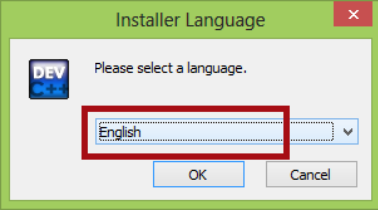 Installer Language
DEV
C++
Please select a language.
English
OK
Cancel